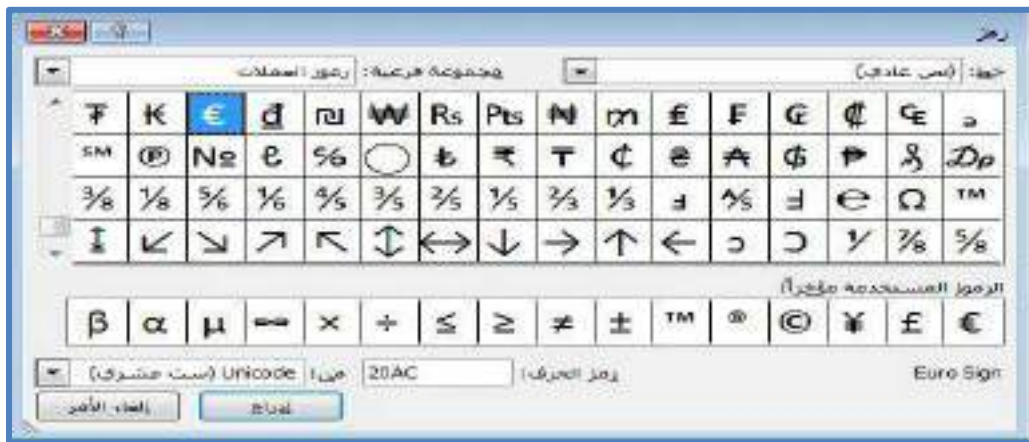 رمز
خط: (نص عادي) مجموعة فرعية: رموز العملات
₮ ₭ € ₫ ₪ ₩ Rs Pts ₦ ₥ ₤ ₣ ₢ ₡ ₠
℠ ℗ № ₺ ₹ ₸ ₵ ₴ ₳ ₲ ₱ ₰ ₯
⅜ ⅛ ⅚ ⅙ ⅘ ⅗ ⅖ ⅕ ⅔ ⅓ ⅎ ⅍ Ⅎ ℮ Ω ™
↨ ↙ ↘ ↗ ↖ ↕ ↔ ↓ → ↑ ← ↄ Ↄ ⅟ ⅞ ⅝
الرموز المستخدمة مؤخراً:
β α µ ∞ × ÷ ≤ ≥ ≠ ± ™ ® © ¥ £ €
Euro Sign رمز الحرف: 20AC من: Unicode (ست عشري)
إدراج إلغاء الأمر